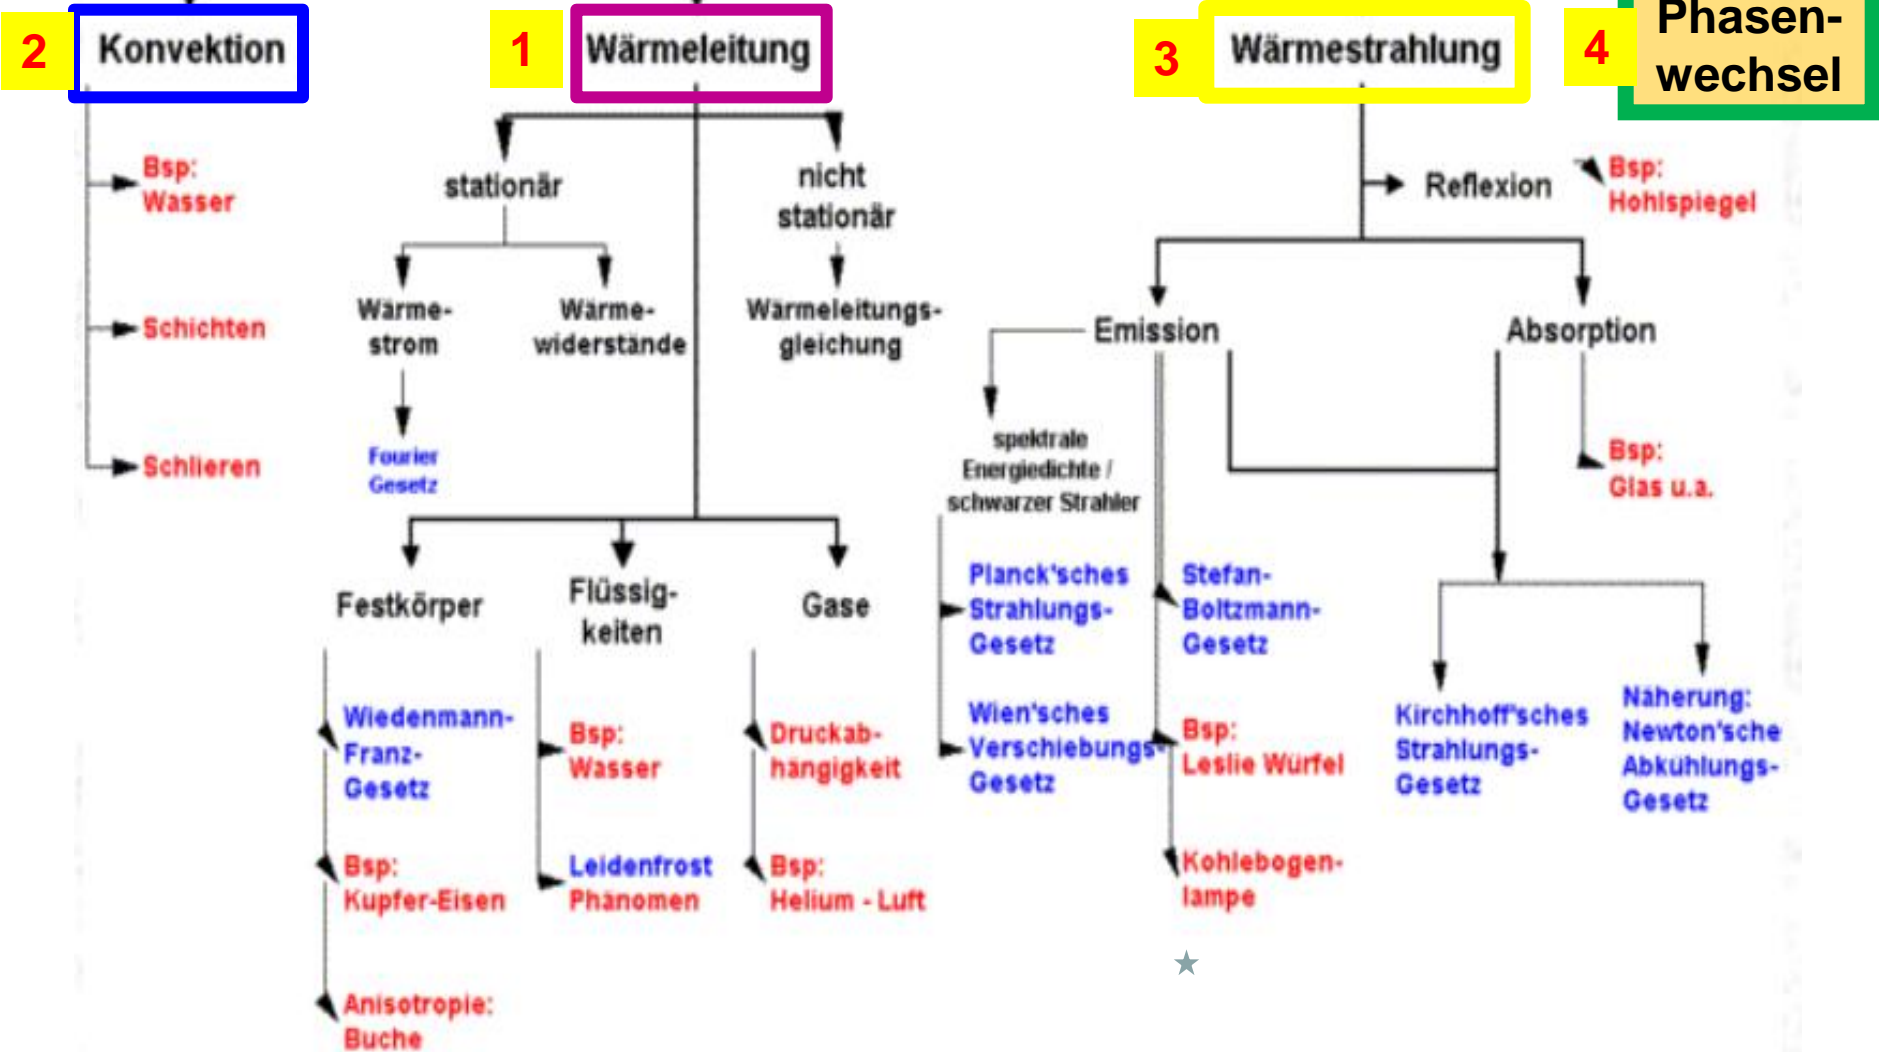 2
Konvektion
1
Wärmeleitung
3
Wärmestrahlung
4
Phasen-
wechsel
Bsp:
Wasser
Schichten
Schlieren
stationär
nicht
stationär
Wärme-
strom
Wärme-
widerstände
Wärmeleitungs-
gleichung
Fourier
Gesetz
Festkörper
Flüssig-
keiten
Gase
Wiedenmann-
Franz-
Gesetz
Bsp:
Kupfer-Eisen
Anisotropie:
Buche
Bsp:
Wasser
Leidenfrost
Phänomen
Druckab-
hängigkeit
Bsp:
Helium - Luft
Reflexion
Bsp:
Hohlspiegel
Emission
Absorption
spektrale
Energiedichte /
schwarzer Strahler
Bsp:
Glas u.a.
Planck'sches
Strahlungs-
Gesetz
Wien'sches
Verschiebungs-
Gesetz
Stefan-
Boltzmann-
Gesetz
Bsp:
Leslie Würfel
Kohlebogen-
lampe
Kirchhoff'sches
Strahlungs-
Gesetz
Näherung:
Newton'sche
Abkühlungs-
Gesetz